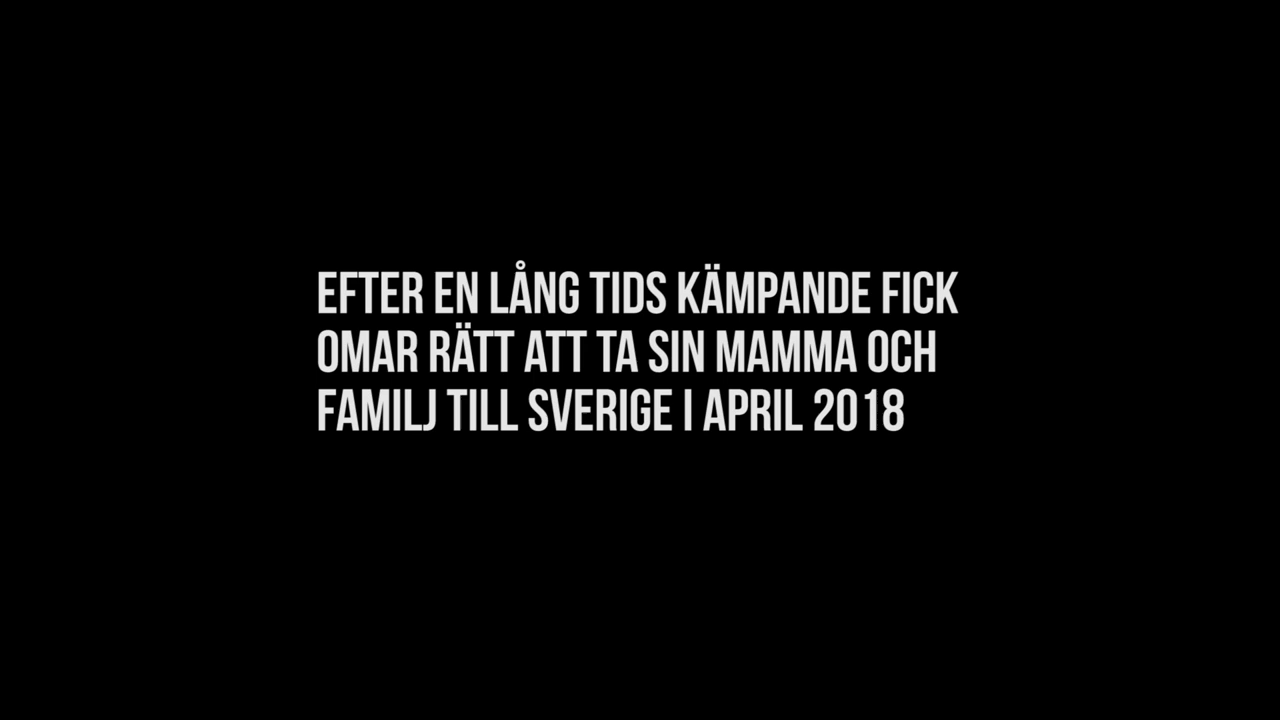 EFTER EN LÅNG TIDS KÄMPANDE FICK
OMAR RÄTT ATT TA SIN MAMMA OCH
FAMILJ TILL SVERIGE I APRIL 2018